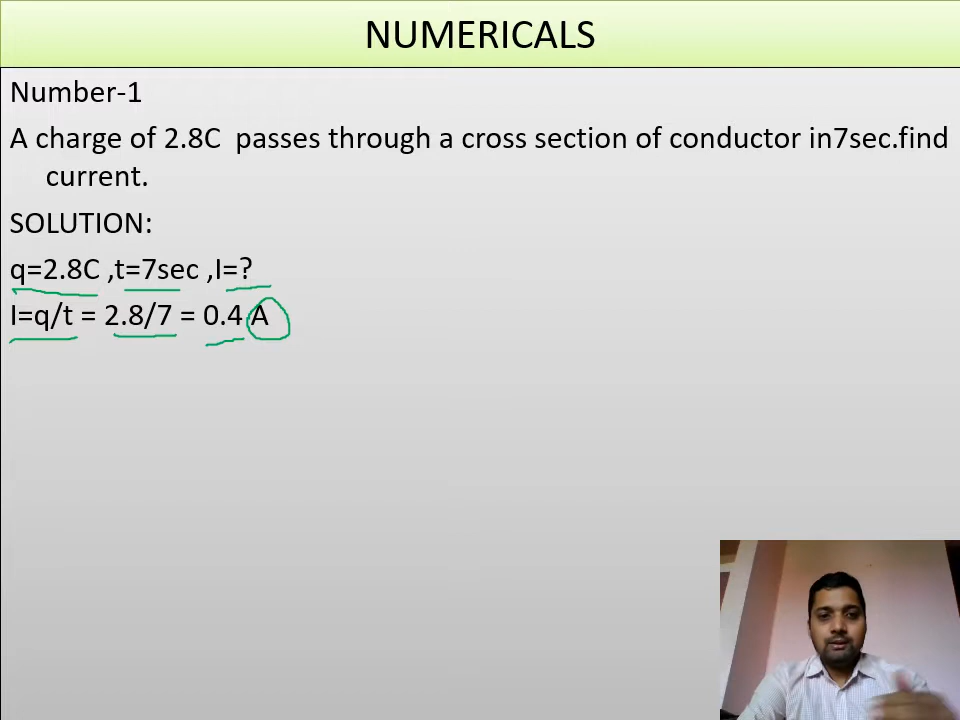 NUMERICALS
Number-1
A charge of 2.8C passes through a cross section of conductor in7sec.find
current.
SOLUTION:
q=2.8C ,t=7sec ,I=?
I=q/t = 2.8/7 = 0.4 A